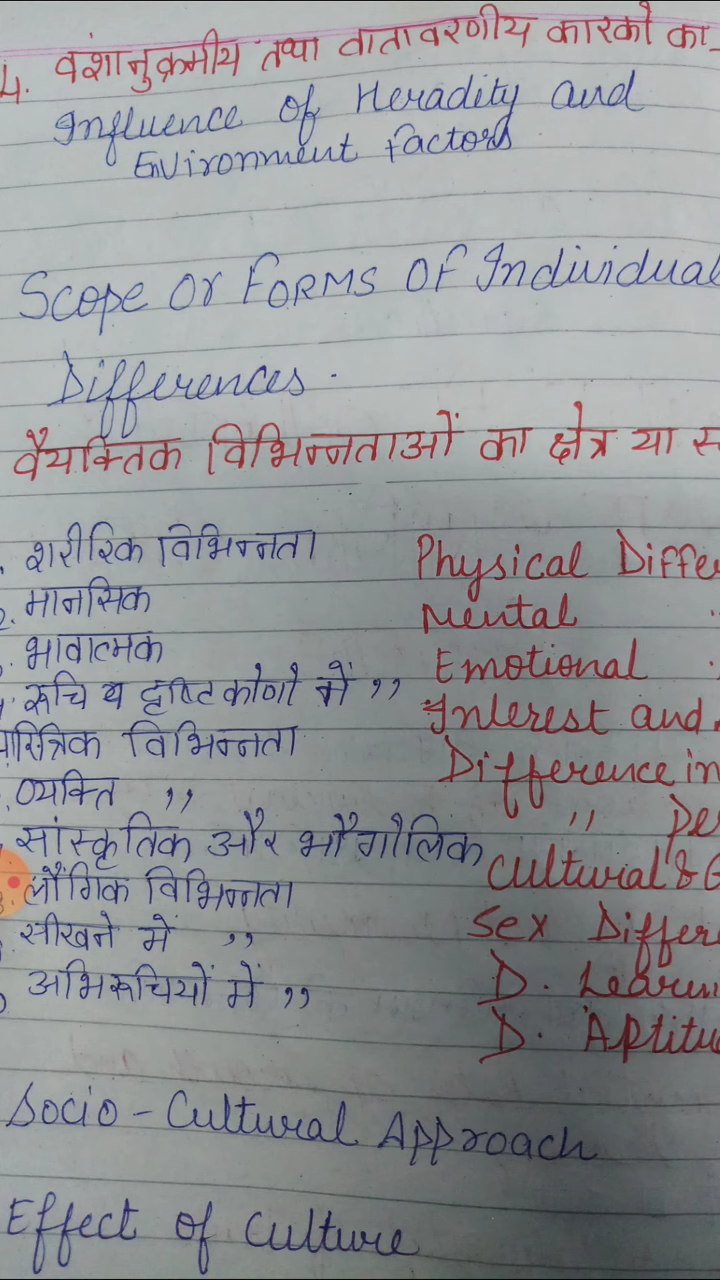 4. वंशानुक्रमीय तथा वातावरणीय कारकों का
Influence of Heradity and
Environment factors
Scope or Forms of Individual
Differences.
वैयक्तिक विभिन्नताओं का क्षेत्र या
शरीरिक विभिन्नता Physical
2. मानसिक Mental
भावात्मक Emotional
रूचि व दृष्टिकोणो में ,, Interest and
विभिन्नता Difference in
व्यक्ति ,, "
सांस्कृतिक और भौगोलिक Cultural &
लैंगिक विभिन्नता Sex
सीखने में ,, D.
अभिरूचियों में ,, D.
Socio - Cultural Approach
Effect of Culture